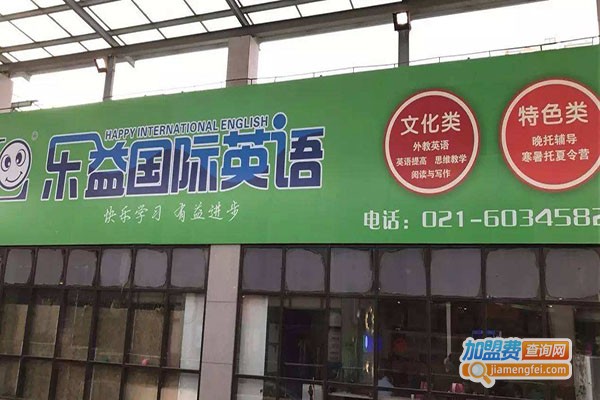 HAPPY INTERNATIONAL ENGLISH
乐益国际英语
快乐学习 有益进步
文化类
外教英语
英语提高 思维教学
阅读与写作
特色类
晚托辅导
寒暑托夏令营
电话：021-6034582
加盟费查询网
jiamengfei.com